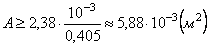 A ≥ 2,38 · 10⁻³ / 0,405 ≈ 5,88 · 10⁻³ (м²)